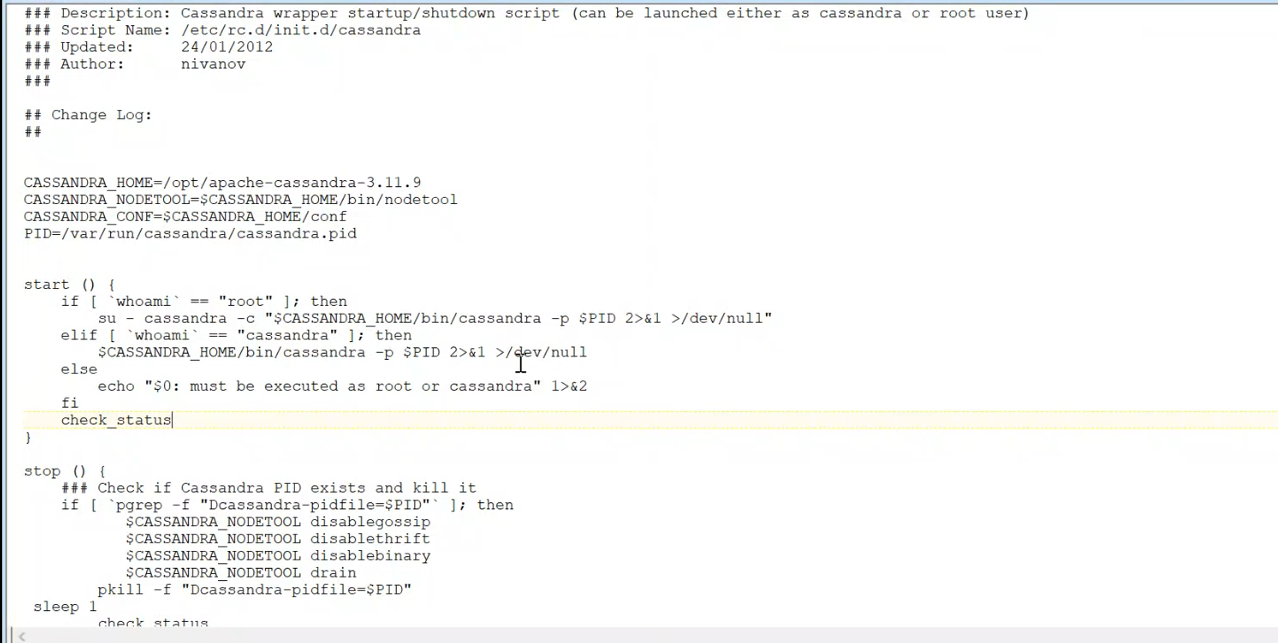 ### Description: Cassandra wrapper startup/shutdown script (can be launched either as cassandra or root user)
### Script Name: /etc/rc.d/init.d/cassandra
### Updated:     24/01/2012
### Author:      nivanov
###
## Change Log:
##
CASSANDRA_HOME=/opt/apache-cassandra-3.11.9
CASSANDRA_NODETOOL=$CASSANDRA_HOME/bin/nodetool
CASSANDRA_CONF=$CASSANDRA_HOME/conf
PID=/var/run/cassandra/cassandra.pid
start () {
    if [ `whoami` == "root" ]; then
        su - cassandra -c "$CASSANDRA_HOME/bin/cassandra -p $PID 2>&1 >/dev/null"
    elif [ `whoami` == "cassandra" ]; then
        $CASSANDRA_HOME/bin/cassandra -p $PID 2>&1 >/dev/null
    else
        echo "$0: must be executed as root or cassandra" 1>&2
    fi
    check_status
}
stop () {
    ### Check if Cassandra PID exists and kill it
    if [ `pgrep -f "Dcassandra-pidfile=$PID"` ]; then
           $CASSANDRA_NODETOOL disablegossip
           $CASSANDRA_NODETOOL disablethrift
           $CASSANDRA_NODETOOL disablebinary
           $CASSANDRA_NODETOOL drain
        pkill -f "Dcassandra-pidfile=$PID"
 sleep 1
        check_status